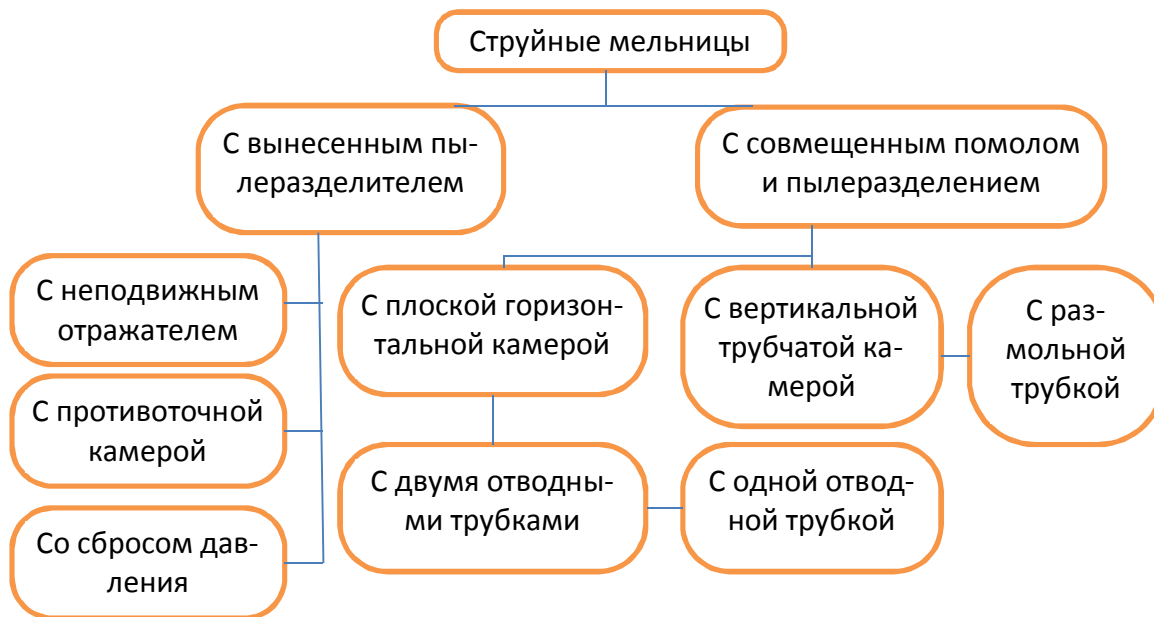 Струйные мельницы
С вынесенным пы-
леразделителем
С совмещенным помолом
и пылеразделением
С неподвижным
отражателем
С плоской горизон-
тальной камерой
С вертикальной
трубчатой ка-
мерой
С раз-
мольной
трубкой
С противоточной
камерой
С двумя отводны-
ми трубками
С одной отвод-
ной трубкой
Со сбросом дав-
ления